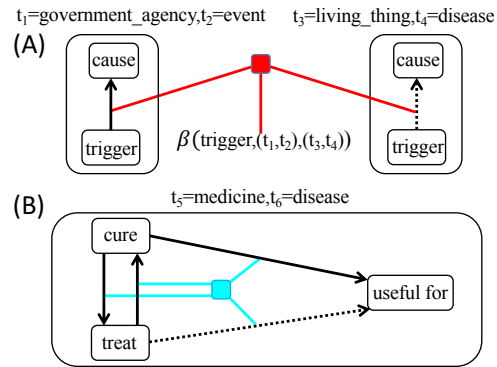 t₁=government_agency,t₂=event
t₃=living_thing,t₄=disease
(A)
cause
cause
trigger
β(trigger,(t₁,t₂),(t₃,t₄))
trigger
(B)
t₅=medicine,t₆=disease
cure
useful for
treat